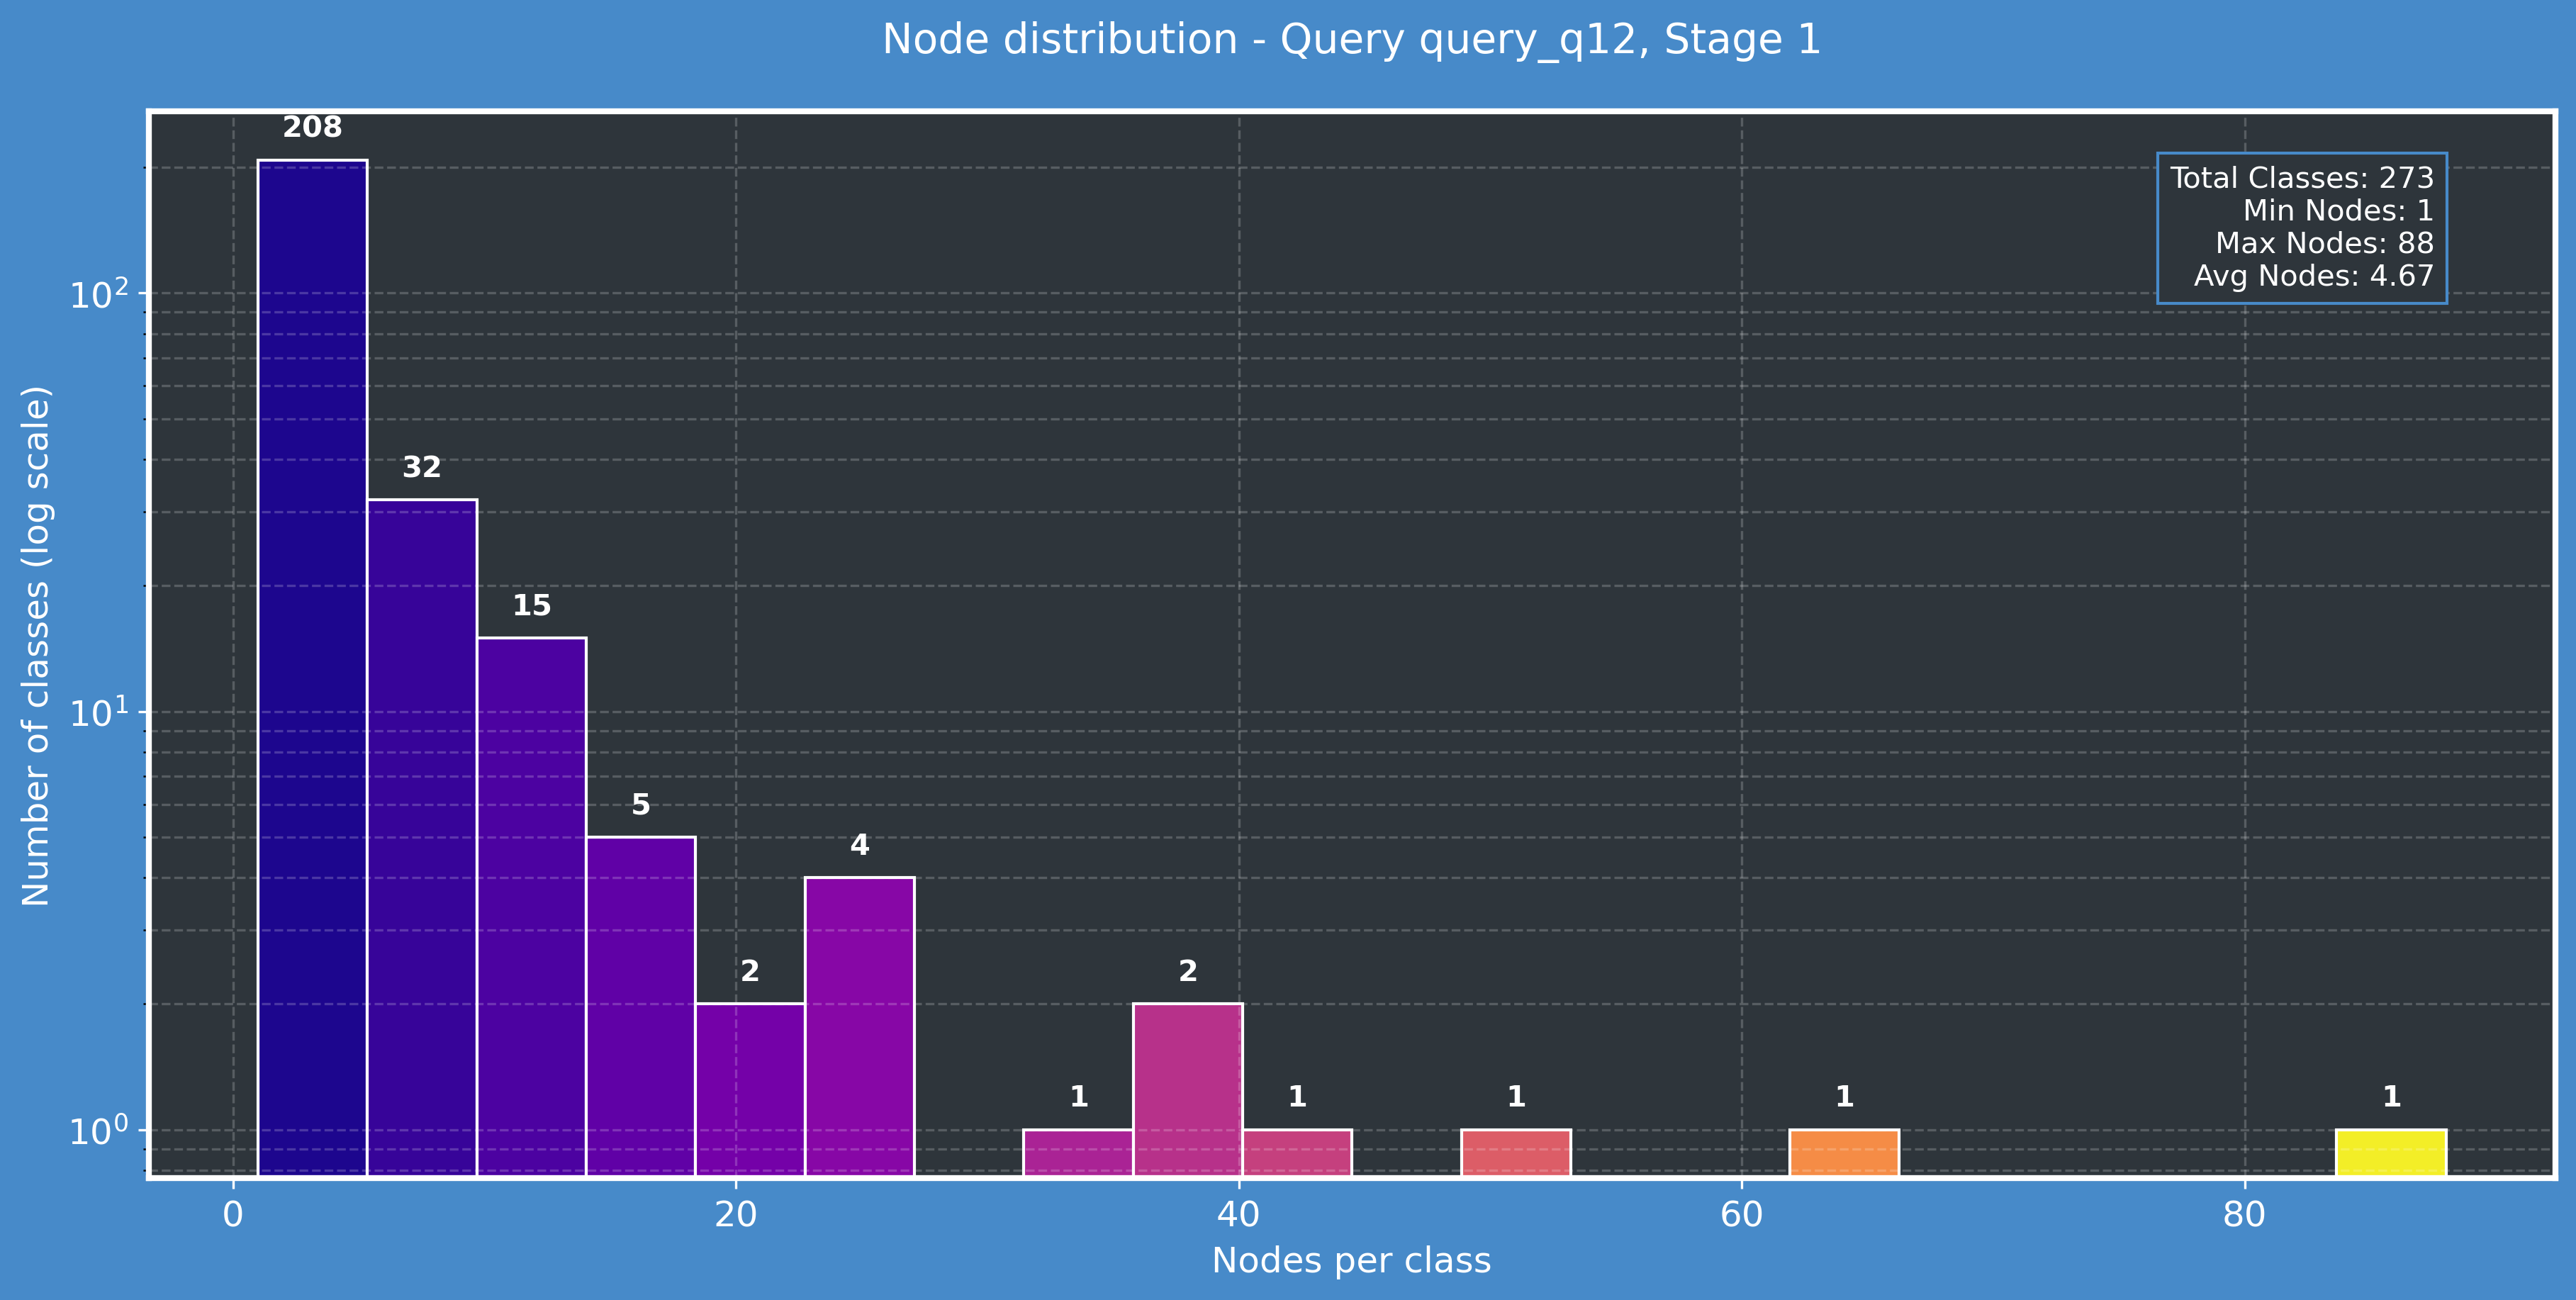 Node distribution - Query query_q12, Stage 1
208
Total Classes: 273
Min Nodes: 1
Max Nodes: 88
Avg Nodes: 4.67
10²
32
15
10¹
5
4
2
2
1
1
1
1
1
10⁰
Number of classes (log scale)
0
20
40
60
80
Nodes per class